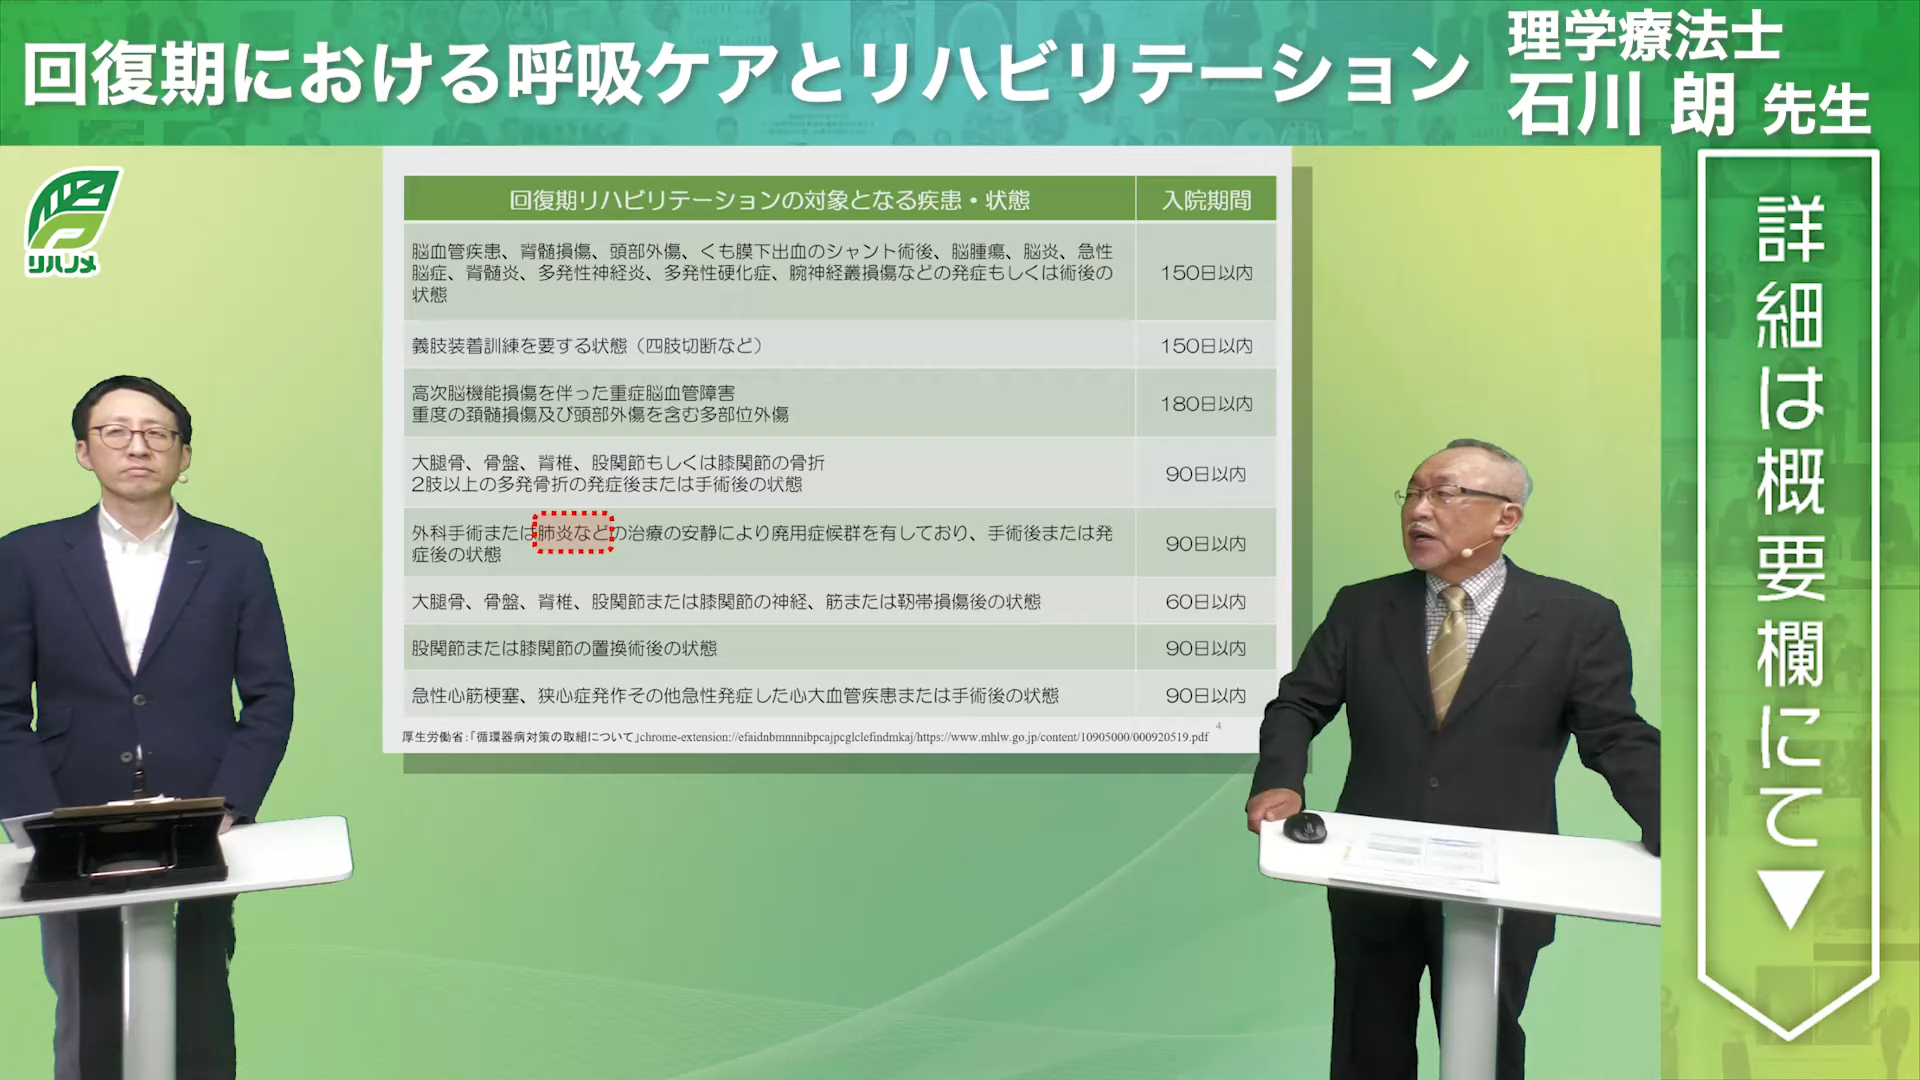 回復期における呼吸ケアとリハビリテーション
理学療法士
石川 朗 先生
リハノメ
回復期リハビリテーションの対象となる疾患・状態 入院期間
脳血管疾患、脊髄損傷、頭部外傷、くも膜下出血のシャント術後、脳腫瘍、脳炎、急性
脳症、脊髄炎、多発性神経炎、多発性硬化症、腕神経叢損傷などの発症もしくは術後の
状態
150日以内
義肢装着訓練を要する状態（四肢切断など） 150日以内
高次脳機能損傷を伴った重症脳血管障害
重度の頚髄損傷及び頭部外傷を含む多部位外傷
180日以内
大腿骨、骨盤、脊椎、股関節もしくは膝関節の骨折
2肢以上の多発骨折の発症後または手術後の状態
90日以内
外科手術または肺炎などの治療の安静により廃用症候群を有しており、手術後または発
症後の状態
90日以内
大腿骨、骨盤、脊椎、股関節または膝関節の神経、筋または靭帯損傷後の状態 60日以内
股関節または膝関節の置換術後の状態 90日以内
急性心筋梗塞、狭心症発作その他急性発症した心大血管疾患または手術後の状態 90日以内
厚生労働省：「循環器病対策の取組について」chrome-extension://efaidnbmnnnibpcajpcglclefindmkaj/https://www.mhlw.go.jp/content/10905000/000920519.pdf
4
詳細は概要欄にて▼